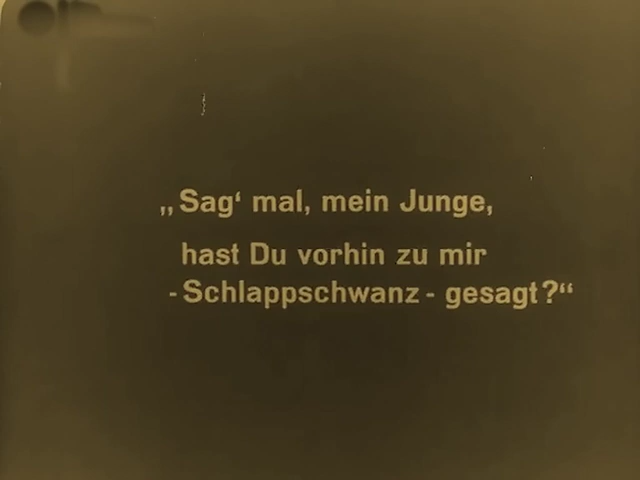 „Sag‘ mal, mein Junge,
hast Du vorhin zu mir
- Schlappschwanz - gesagt?“